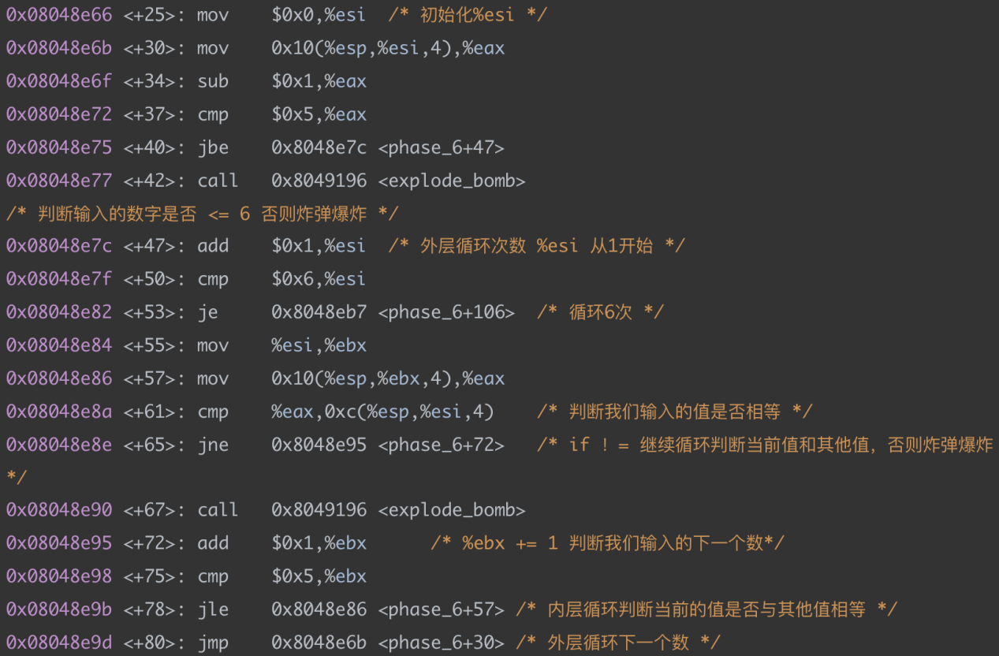 0x08048e66 <+25>: mov    $0x0,%esi  /* 初始化%esi */
0x08048e6b <+30>: mov    0x10(%esp,%esi,4),%eax
0x08048e6f <+34>: sub    $0x1,%eax
0x08048e72 <+37>: cmp    $0x5,%eax
0x08048e75 <+40>: jbe    0x8048e7c <phase_6+47>
0x08048e77 <+42>: call   0x8049196 <explode_bomb>
/* 判断输入的数字是否 <= 6 否则炸弹爆炸 */
0x08048e7c <+47>: add    $0x1,%esi  /* 外层循环次数 %esi 从1开始 */
0x08048e7f <+50>: cmp    $0x6,%esi
0x08048e82 <+53>: je     0x8048eb7 <phase_6+106>  /* 循环6次 */
0x08048e84 <+55>: mov    %esi,%ebx
0x08048e86 <+57>: mov    0x10(%esp,%ebx,4),%eax
0x08048e8a <+61>: cmp    %eax,0xc(%esp,%esi,4)    /* 判断我们输入的值是否相等 */
0x08048e8e <+65>: jne    0x8048e95 <phase_6+72>   /* if ! = 继续循环判断当前值和其他值，否则炸弹爆炸
*/
0x08048e90 <+67>: call   0x8049196 <explode_bomb>
0x08048e95 <+72>: add    $0x1,%ebx      /* %ebx += 1 判断我们输入的下一个数*/
0x08048e98 <+75>: cmp    $0x5,%ebx
0x08048e9b <+78>: jle    0x8048e86 <phase_6+57> /* 内层循环判断当前的值是否与其他值相等 */
0x08048e9d <+80>: jmp    0x8048e6b <phase_6+30> /* 外层循环下一个数 */